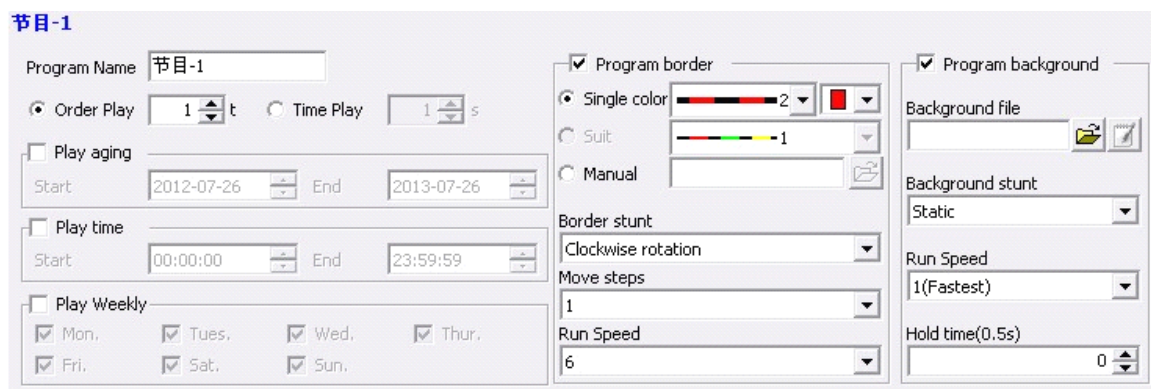 节目-1
Program Name 节目-1
Order Play 1 t Time Play 1 s
Play aging
Start 2012-07-26 End 2013-07-26
Play time
Start 00:00:00 End 23:59:59
Play Weekly
Mon. Tues. Wed. Thur.
Fri. Sat. Sun.
Program border
Single color 2
Suit 1
Manual
Border stunt
Clockwise rotation
Move steps
1
Run Speed
6
Program background
Background file
Background stunt
Static
Run Speed
1(Fastest)
Hold time(0.5s)
0